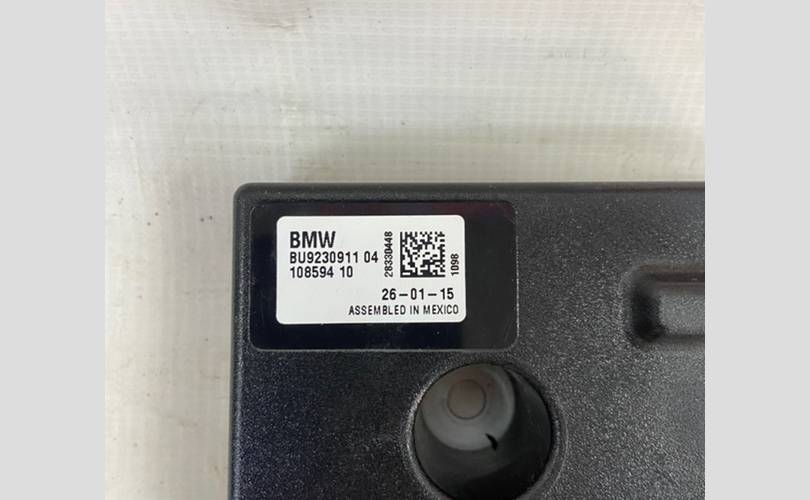 BMW
BU9230911 04
108594 10
28330448
1098
26-01-15
ASSEMBLED IN MEXICO